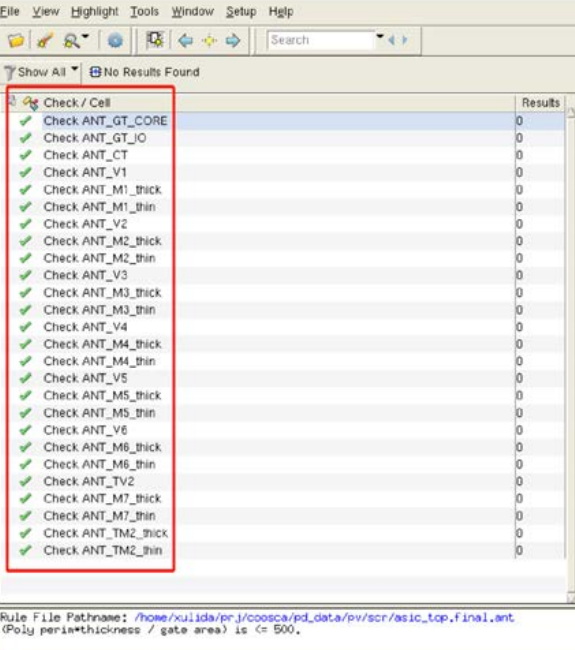 File View Highlight Tools Window Setup Help
Search
Show All No Results Found
Check / Cell Results
Check ANT_GT_CORE 0
Check ANT_GT_IO 0
Check ANT_CT 0
Check ANT_V1 0
Check ANT_M1_thick 0
Check ANT_M1_thin 0
Check ANT_V2 0
Check ANT_M2_thick 0
Check ANT_M2_thin 0
Check ANT_V3 0
Check ANT_M3_thick 0
Check ANT_M3_thin 0
Check ANT_V4 0
Check ANT_M4_thick 0
Check ANT_M4_thin 0
Check ANT_V5 0
Check ANT_M5_thick 0
Check ANT_M5_thin 0
Check ANT_V6 0
Check ANT_M6_thick 0
Check ANT_M6_thin 0
Check ANT_TV2 0
Check ANT_M7_thick 0
Check ANT_M7_thin 0
Check ANT_TM2_thick 0
Check ANT_TM2_thin 0
Rule File Pathname: /home/xulida/prj/coosca/pd_data/pv/scr/asic_top.final.ant
(Poly perim*thickness / gate area) is <= 500.